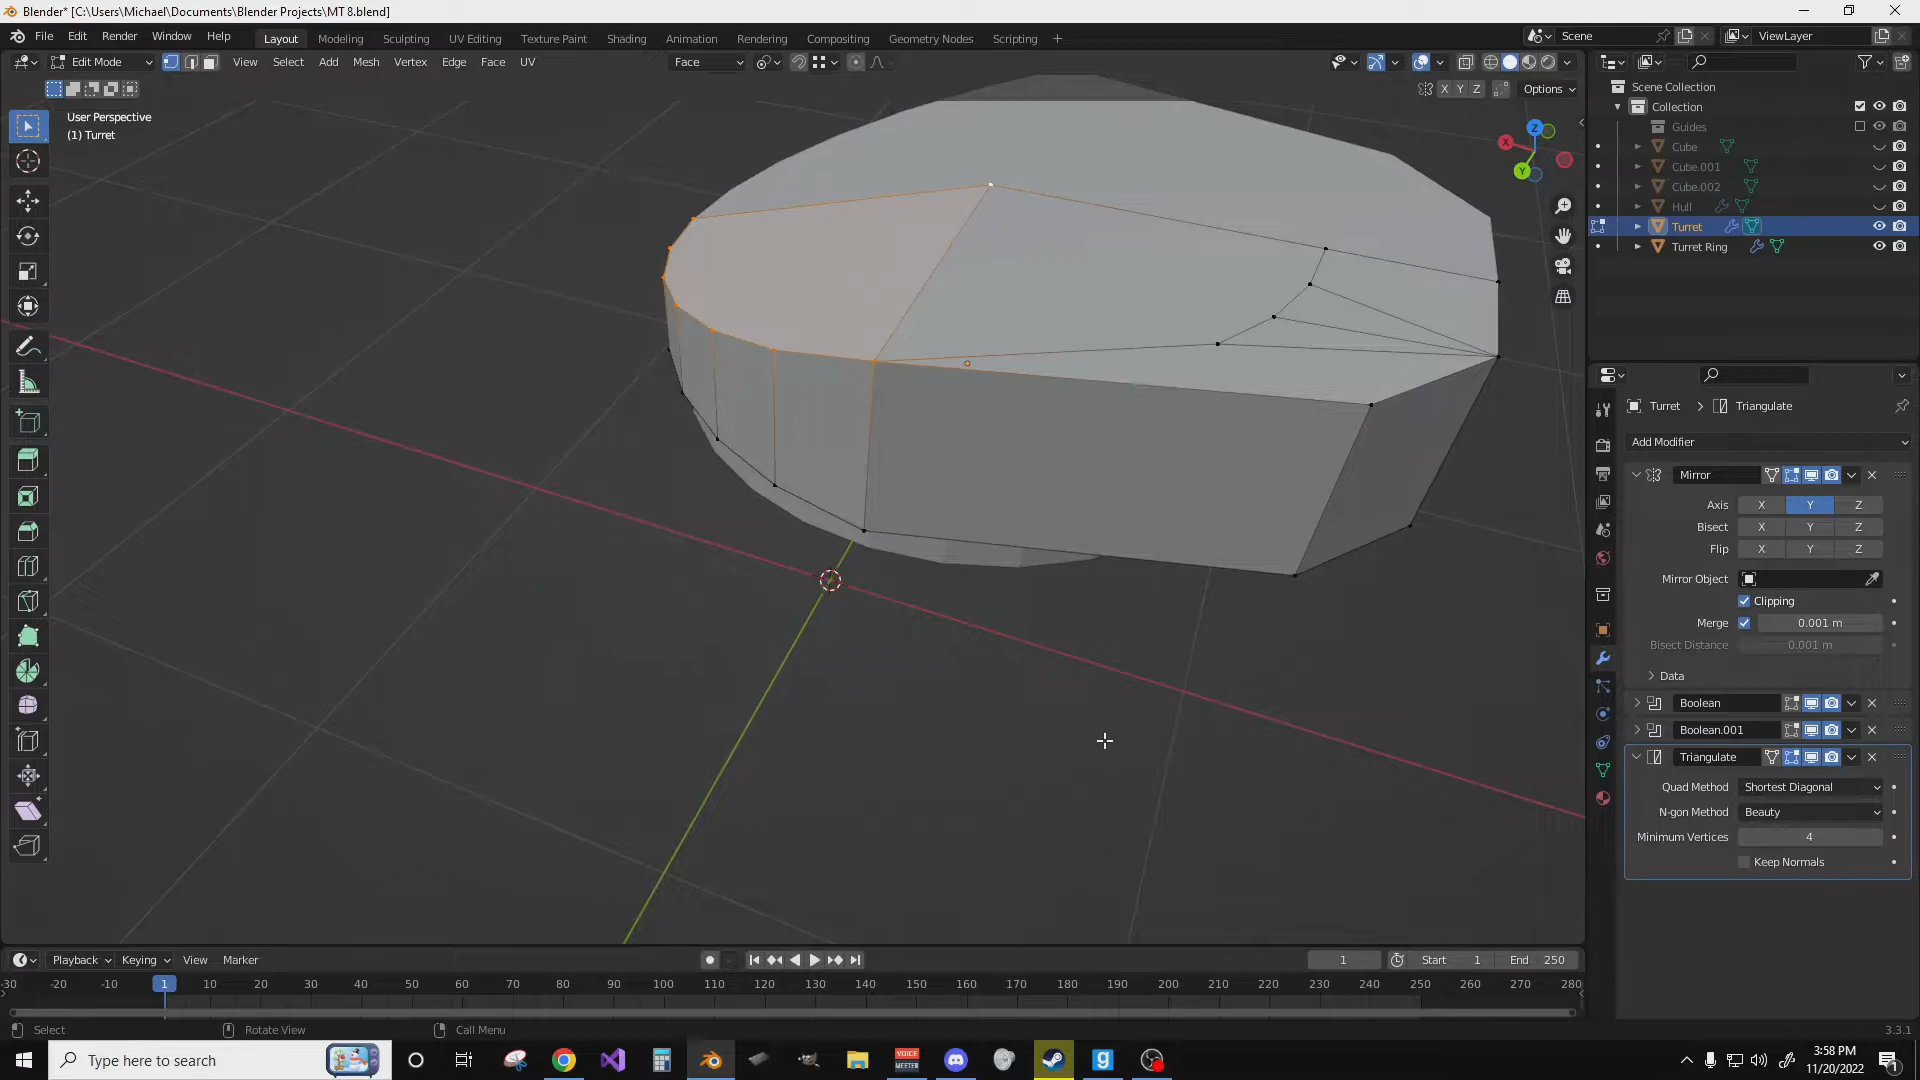 Blender* [C:\Users\Michael\Documents\Blender Projects\MT 8.blend]
File Edit Render Window Help Layout Modeling Sculpting UV Editing Texture Paint Shading Animation Rendering Compositing Geometry Nodes Scripting + Scene ViewLayer
Edit Mode View Select Add Mesh Vertex Edge Face UV Face
X Y Z Options
User Perspective
(1) Turret
Z
X
Y
Scene Collection
Collection
Guides
Cube
Cube.001
Cube.002
Hull
Turret
Turret Ring
Turret > Triangulate
Add Modifier
Mirror
Axis X Y Z
Bisect X Y Z
Flip X Y Z
Mirror Object
Clipping
Merge 0.001 m
Bisect Distance 0.001 m
Data
Boolean
Boolean.001
Triangulate
Quad Method Shortest Diagonal
N-gon Method Beauty
Minimum Vertices 4
Keep Normals
Playback Keying View Marker 1 Start 1 End 250
-30 -20 -10 1 10 20 30 40 50 60 70 80 90 100 110 120 130 140 150 160 170 180 190 200 210 220 230 240 250 260 270 280
Select Rotate View Call Menu 3.3.1
Type here to search
VOICE MEETER
3:58 PM
11/20/2022
1